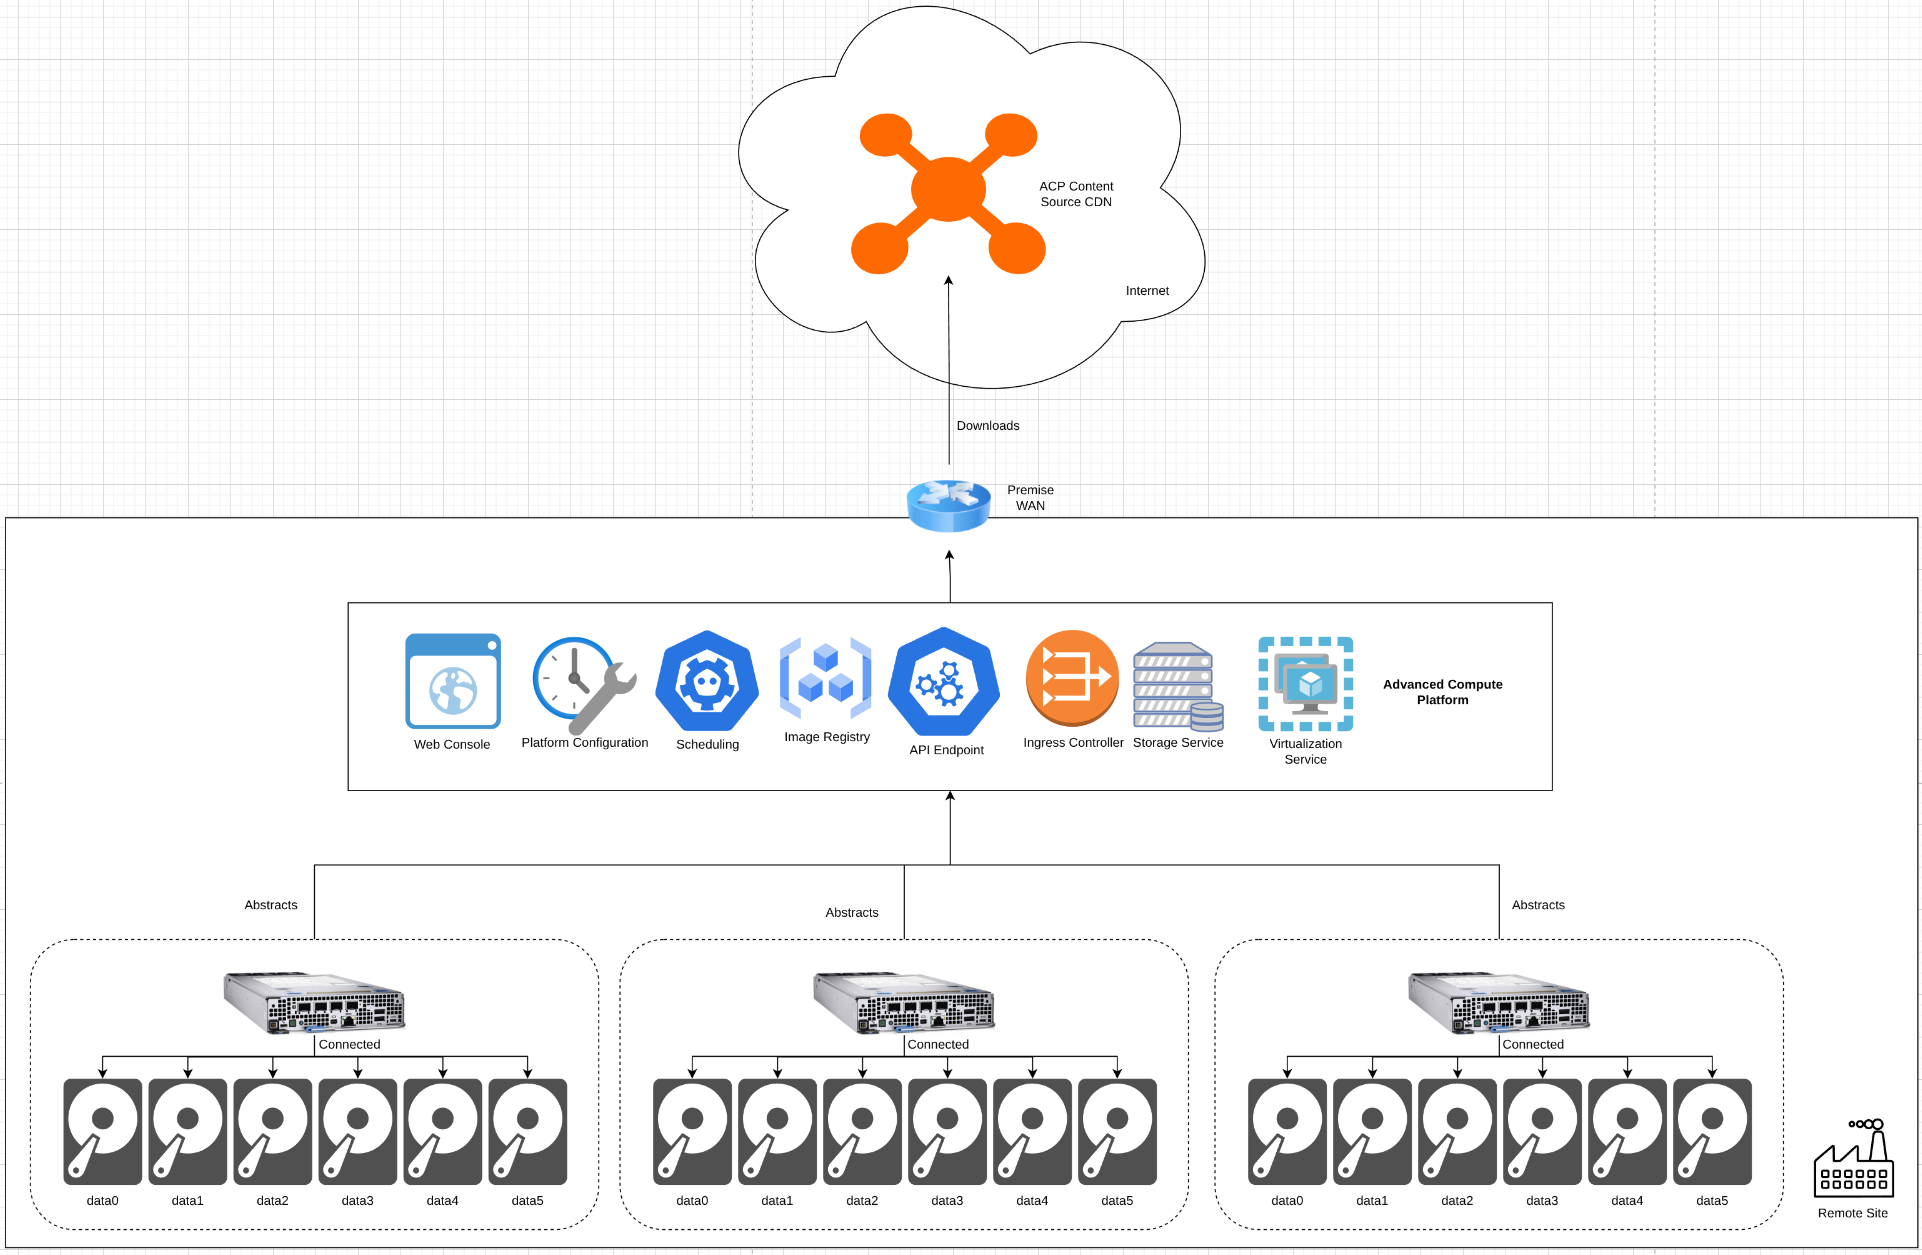 ACP Content
Source CDN
Internet
Downloads
Premise
WAN
Web Console
Platform Configuration
Scheduling
Image Registry
API Endpoint
Ingress Controller
Storage Service
Virtualization
Service
Advanced Compute
Platform
Abstracts
Abstracts
Abstracts
Connected
Connected
Connected
data0
data1
data2
data3
data4
data5
data0
data1
data2
data3
data4
data5
data0
data1
data2
data3
data4
data5
Remote Site